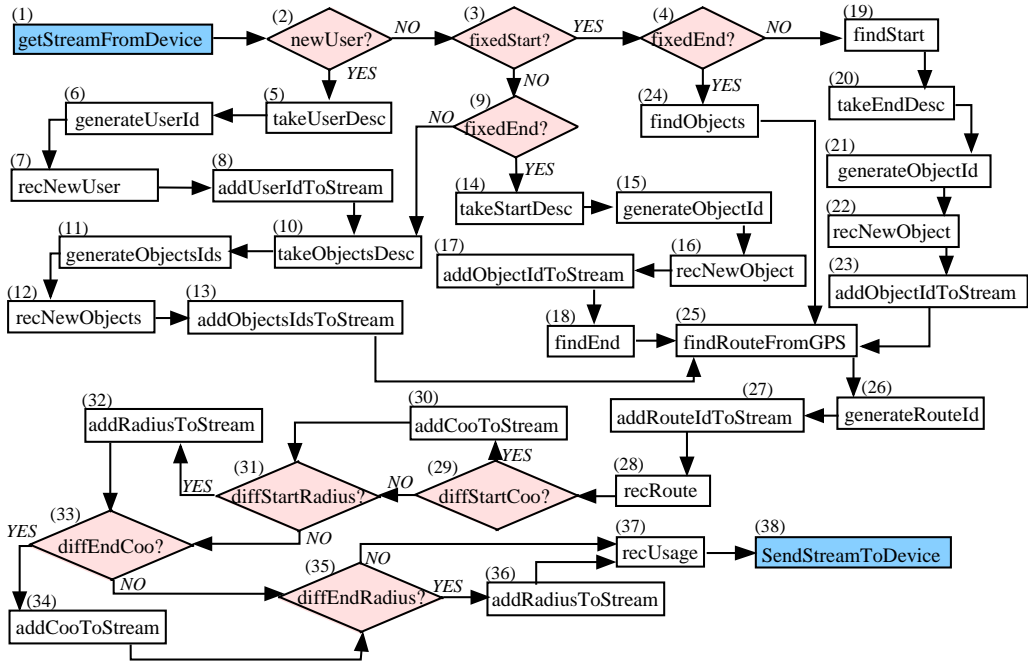 (1)
getStreamFromDevice
(2)
newUser?
NO
YES
(3)
fixedStart?
YES
NO
(4)
fixedEnd?
NO
YES
(19)
findStart
(20)
takeEndDesc
(6)
generateUserId
(5)
takeUserDesc
(9)
fixedEnd?
NO
YES
(24)
findObjects
(21)
generateObjectId
(7)
recNewUser
(8)
addUserIdToStream
(14)
takeStartDesc
(15)
generateObjectId
(22)
recNewObject
(11)
generateObjectsIds
(10)
takeObjectsDesc
(17)
addObjectIdToStream
(16)
recNewObject
(23)
addObjectIdToStream
(12)
recNewObjects
(13)
addObjectsIdsToStream
(18)
findEnd
(25)
findRouteFromGPS
(32)
addRadiusToStream
(30)
addCooToStream
(27)
addRouteIdToStream
(26)
generateRouteId
(31)
diffStartRadius?
YES
NO
NO
(29)
diffStartCoo?
YES
(28)
recRoute
(33)
diffEndCoo?
YES
NO
(35)
diffEndRadius?
NO
YES
(37)
recUsage
(38)
SendStreamToDevice
(36)
addRadiusToStream
(34)
addCooToStream